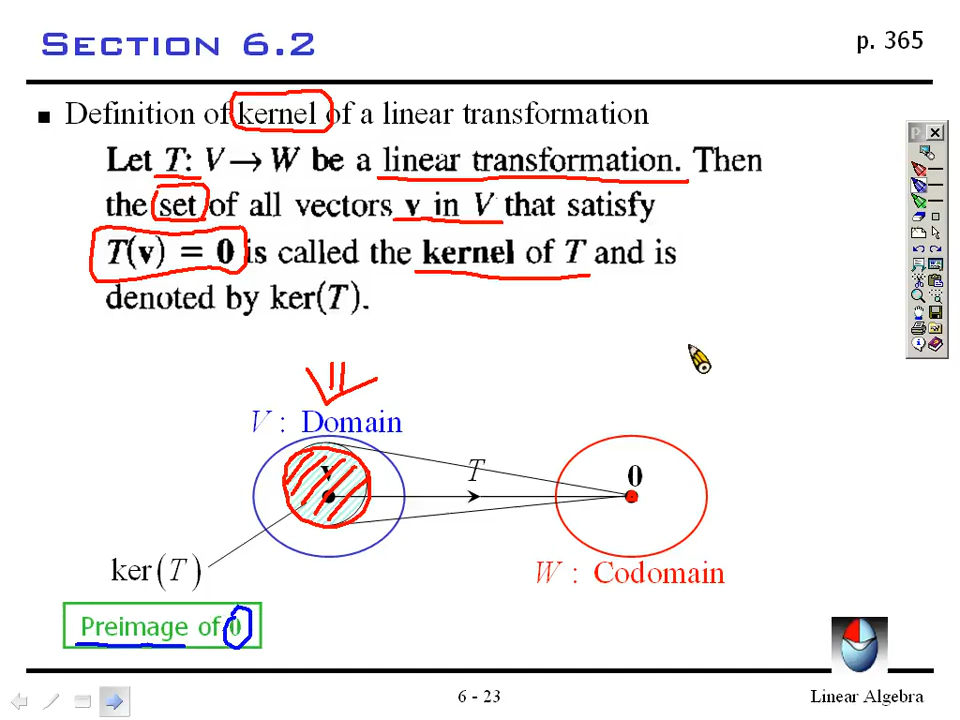 Section 6.2
p. 365
■ Definition of kernel of a linear transformation
Let T: V → W be a linear transformation. Then
the set of all vectors v in V that satisfy
T(v) = 0 is called the kernel of T and is
denoted by ker(T).
V : Domain
v
T
0
ker(T)
W : Codomain
Preimage of 0
6 - 23
Linear Algebra